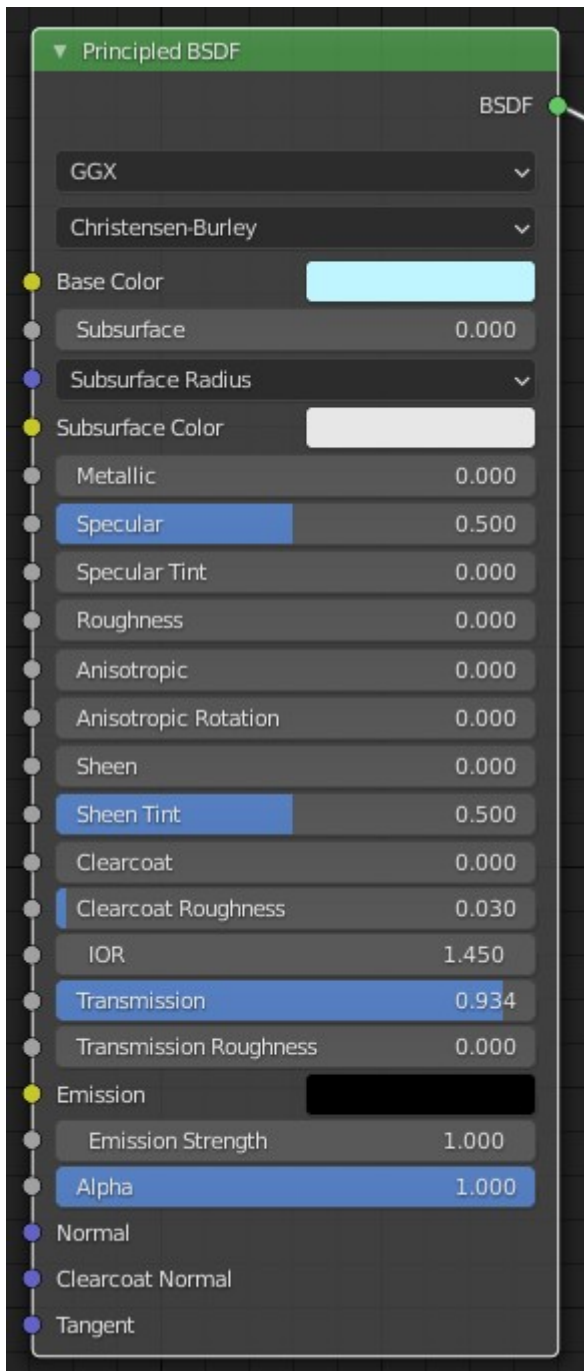 Principled BSDF
BSDF
GGX
Christensen-Burley
Base Color
Subsurface 0.000
Subsurface Radius
Subsurface Color
Metallic 0.000
Specular 0.500
Specular Tint 0.000
Roughness 0.000
Anisotropic 0.000
Anisotropic Rotation 0.000
Sheen 0.000
Sheen Tint 0.500
Clearcoat 0.000
Clearcoat Roughness 0.030
IOR 1.450
Transmission 0.934
Transmission Roughness 0.000
Emission
Emission Strength 1.000
Alpha 1.000
Normal
Clearcoat Normal
Tangent